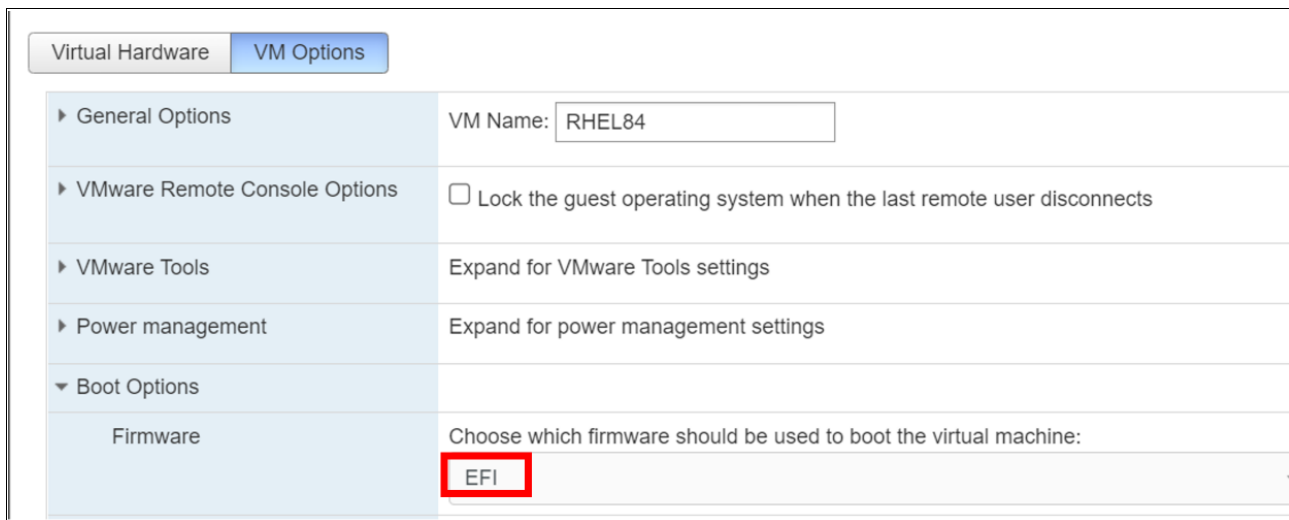 Virtual Hardware VM Options
General Options VM Name: RHEL84
VMware Remote Console Options Lock the guest operating system when the last remote user disconnects
VMware Tools Expand for VMware Tools settings
Power management Expand for power management settings
Boot Options
Firmware Choose which firmware should be used to boot the virtual machine:
EFI